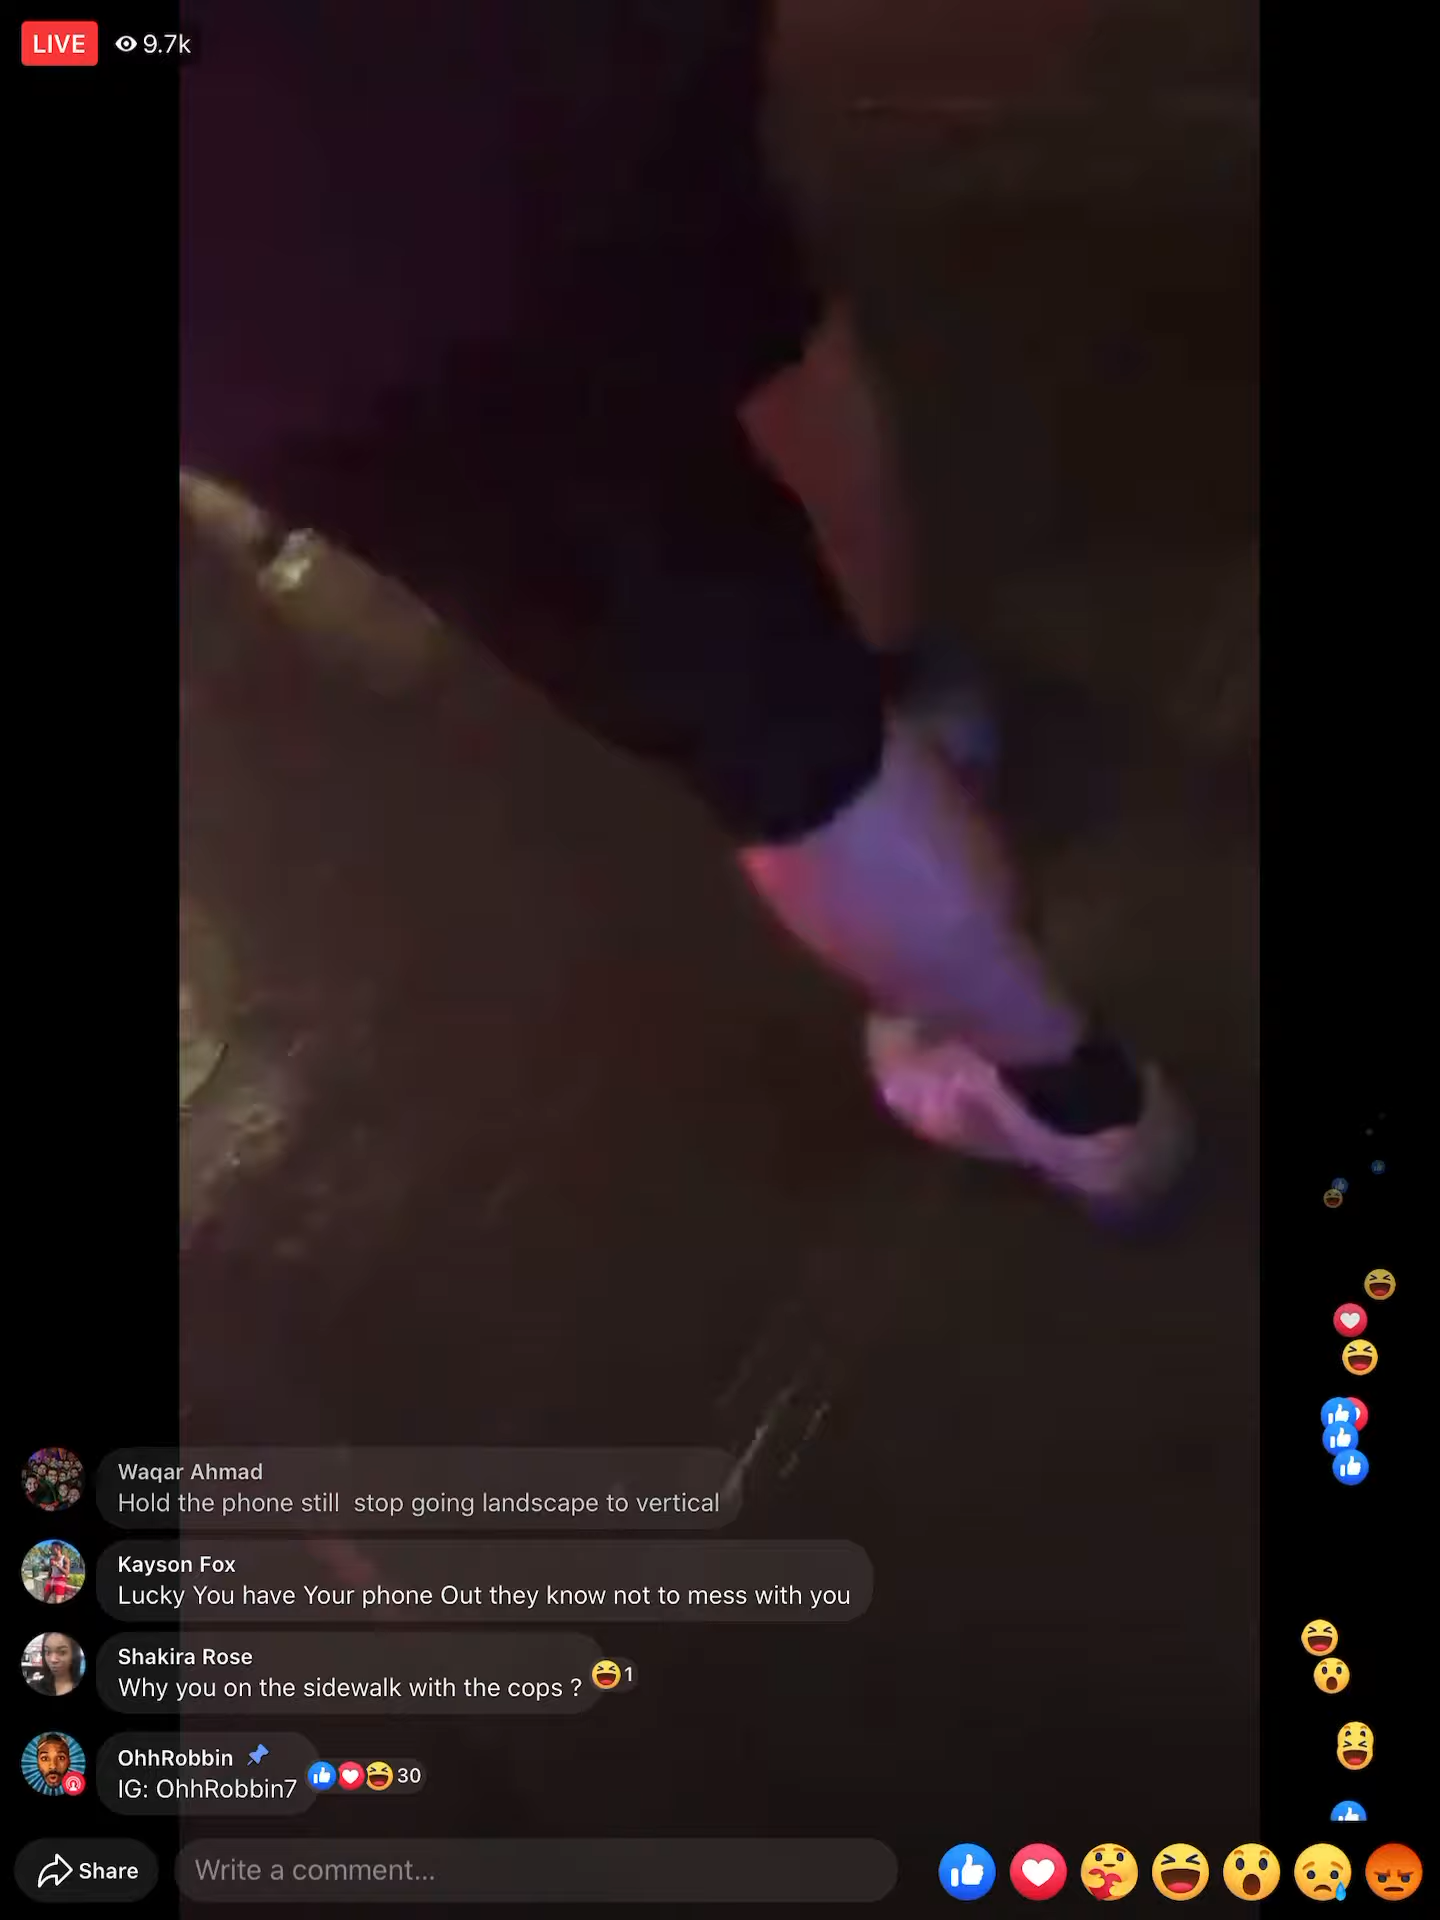 LIVE 9.7k
Waqar Ahmad
Hold the phone still  stop going landscape to vertical
Kayson Fox
Lucky You have Your phone Out they know not to mess with you
Shakira Rose
Why you on the sidewalk with the cops ?
1
OhhRobbin
IG: OhhRobbin7
30
Share
Write a comment...